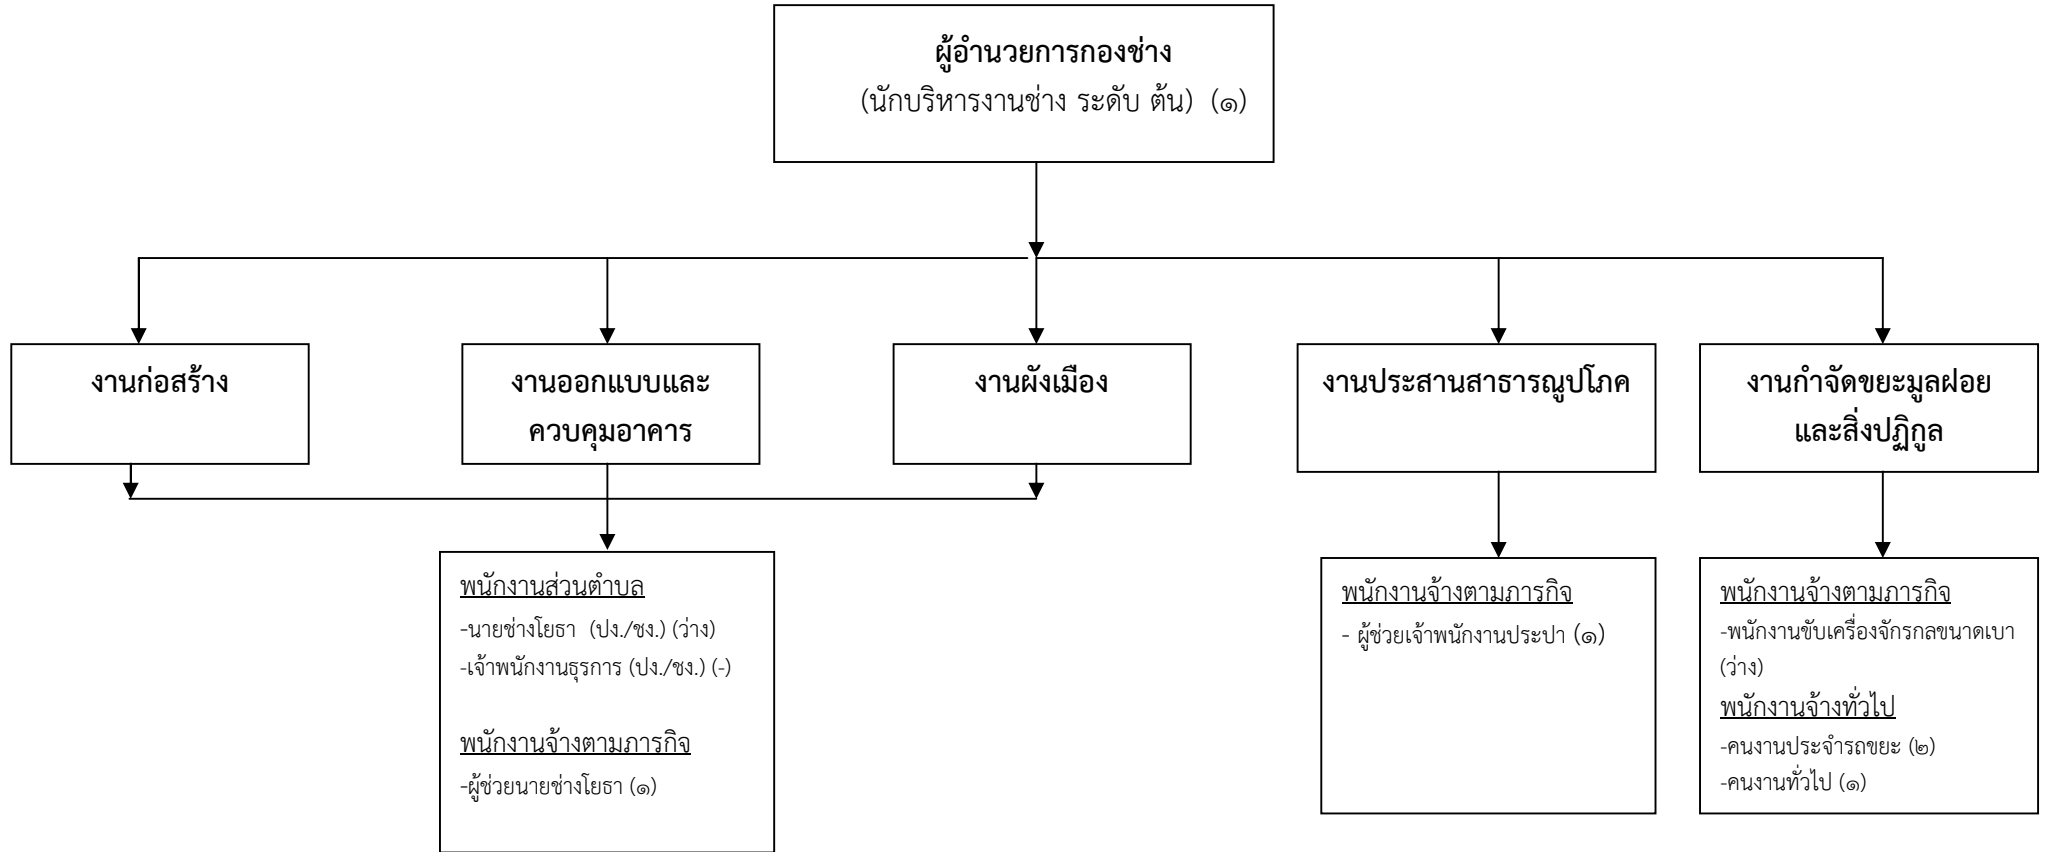 ผู้อำนวยการกองช่าง
(นักบริหารงานช่าง ระดับ ต้น) (๑)
งานก่อสร้าง
งานออกแบบและ
ควบคุมอาคาร
งานผังเมือง
งานประสานสาธารณูปโภค
งานกำจัดขยะมูลฝอย
และสิ่งปฏิกูล
พนักงานส่วนตำบล
-นายช่างโยธา (ปง./ชง.) (ว่าง)
-เจ้าพนักงานธุรการ (ปง./ชง.) (-)
พนักงานจ้างตามภารกิจ
-ผู้ช่วยนายช่างโยธา (๑)
พนักงานจ้างตามภารกิจ
- ผู้ช่วยเจ้าพนักงานประปา (๑)
พนักงานจ้างตามภารกิจ
-พนักงานขับเครื่องจักรกลขนาดเบา
(ว่าง)
พนักงานจ้างทั่วไป
-คนงานประจำรถขยะ (๒)
-คนงานทั่วไป (๑)